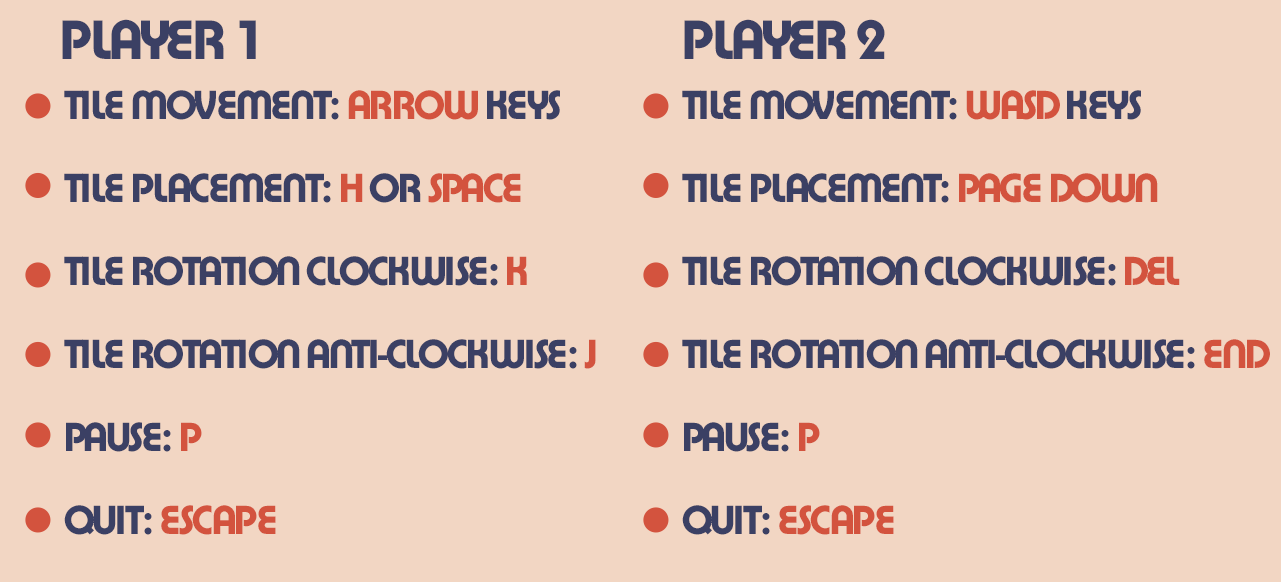 PLAYER 1
TILE MOVEMENT: ARROW KEYS
TILE PLACEMENT: H OR SPACE
TILE ROTATION CLOCKWISE: K
TILE ROTATION ANTI-CLOCKWISE: J
PAUSE: P
QUIT: ESCAPE
PLAYER 2
TILE MOVEMENT: WASD KEYS
TILE PLACEMENT: PAGE DOWN
TILE ROTATION CLOCKWISE: DEL
TILE ROTATION ANTI-CLOCKWISE: END
PAUSE: P
QUIT: ESCAPE